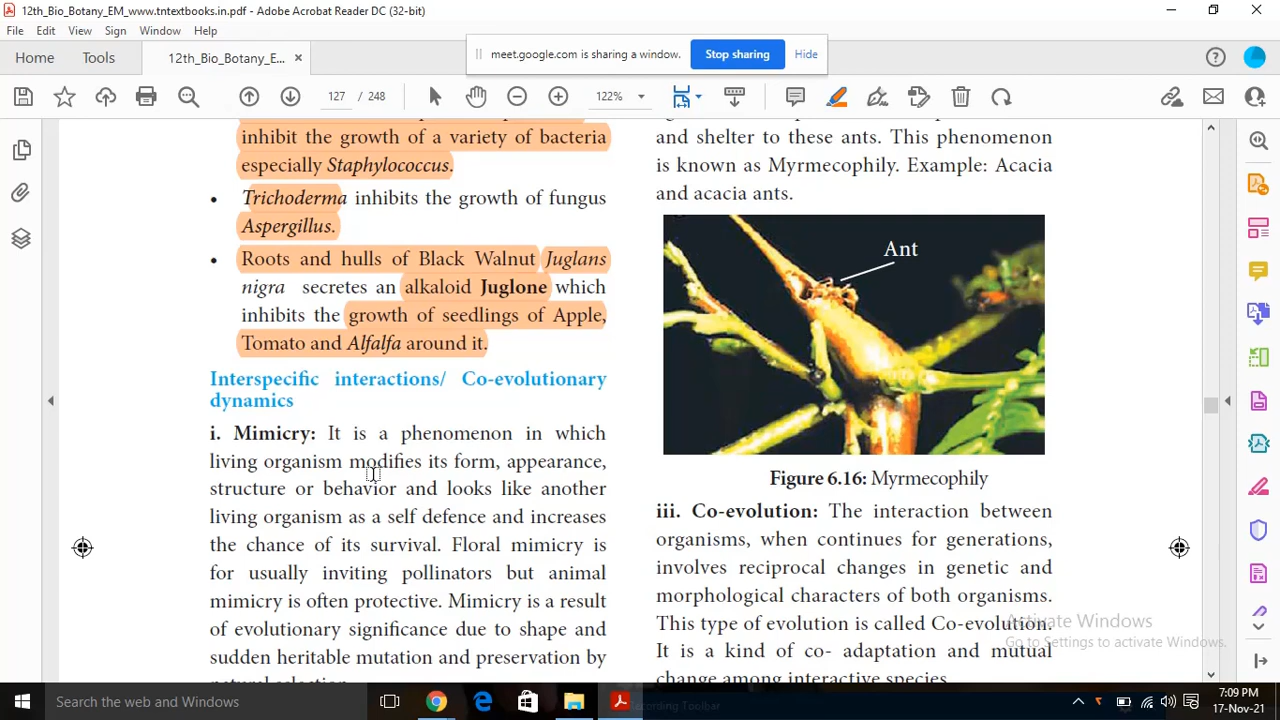 12th_Bio_Botany_EM_www.tntextbooks.in.pdf - Adobe Acrobat Reader DC (32-bit)
File Edit View Sign Window Help
Home Tools 12th_Bio_Botany_E... ×
meet.google.com is sharing a window. Stop sharing Hide
127 / 248 122%
inhibit the growth of a variety of bacteria
especially Staphylococcus.
• Trichoderma inhibits the growth of fungus
Aspergillus.
• Roots and hulls of Black Walnut Juglans
nigra secretes an alkaloid Juglone which
inhibits the growth of seedlings of Apple,
Tomato and Alfalfa around it.
Interspecific interactions/ Co-evolutionary
dynamics
i. Mimicry: It is a phenomenon in which
living organism modifies its form, appearance,
structure or behavior and looks like another
living organism as a self defence and increases
the chance of its survival. Floral mimicry is
for usually inviting pollinators but animal
mimicry is often protective. Mimicry is a result
of evolutionary significance due to shape and
sudden heritable mutation and preservation by
natural selection.
and shelter to these ants. This phenomenon
is known as Myrmecophily. Example: Acacia
and acacia ants.
Ant
Figure 6.16: Myrmecophily
iii. Co-evolution: The interaction between
organisms, when continues for generations,
involves reciprocal changes in genetic and
morphological characters of both organisms.
This type of evolution is called Co-evolution.
It is a kind of co- adaptation and mutual
change among interactive species.
Activate Windows
Go to Settings to activate Windows.
Search the web and Windows
Recording Toolbar
7:09 PM
17-Nov-21